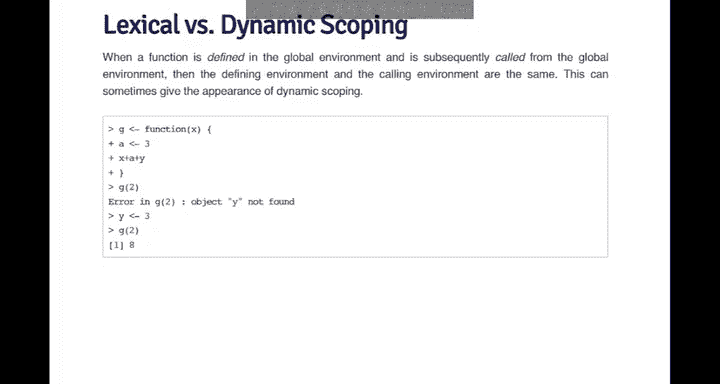 Lexical vs. Dynamic Scoping
When a function is defined in the global environment and is subsequently called from the global
environment, then the defining environment and the calling environment are the same. This can
sometimes give the appearance of dynamic scoping.
> g <- function(x) {
+ a <- 3
+ x+a+y
+ }
> g(2)
Error in g(2) : object "y" not found
> y <- 3
> g(2)
[1] 8